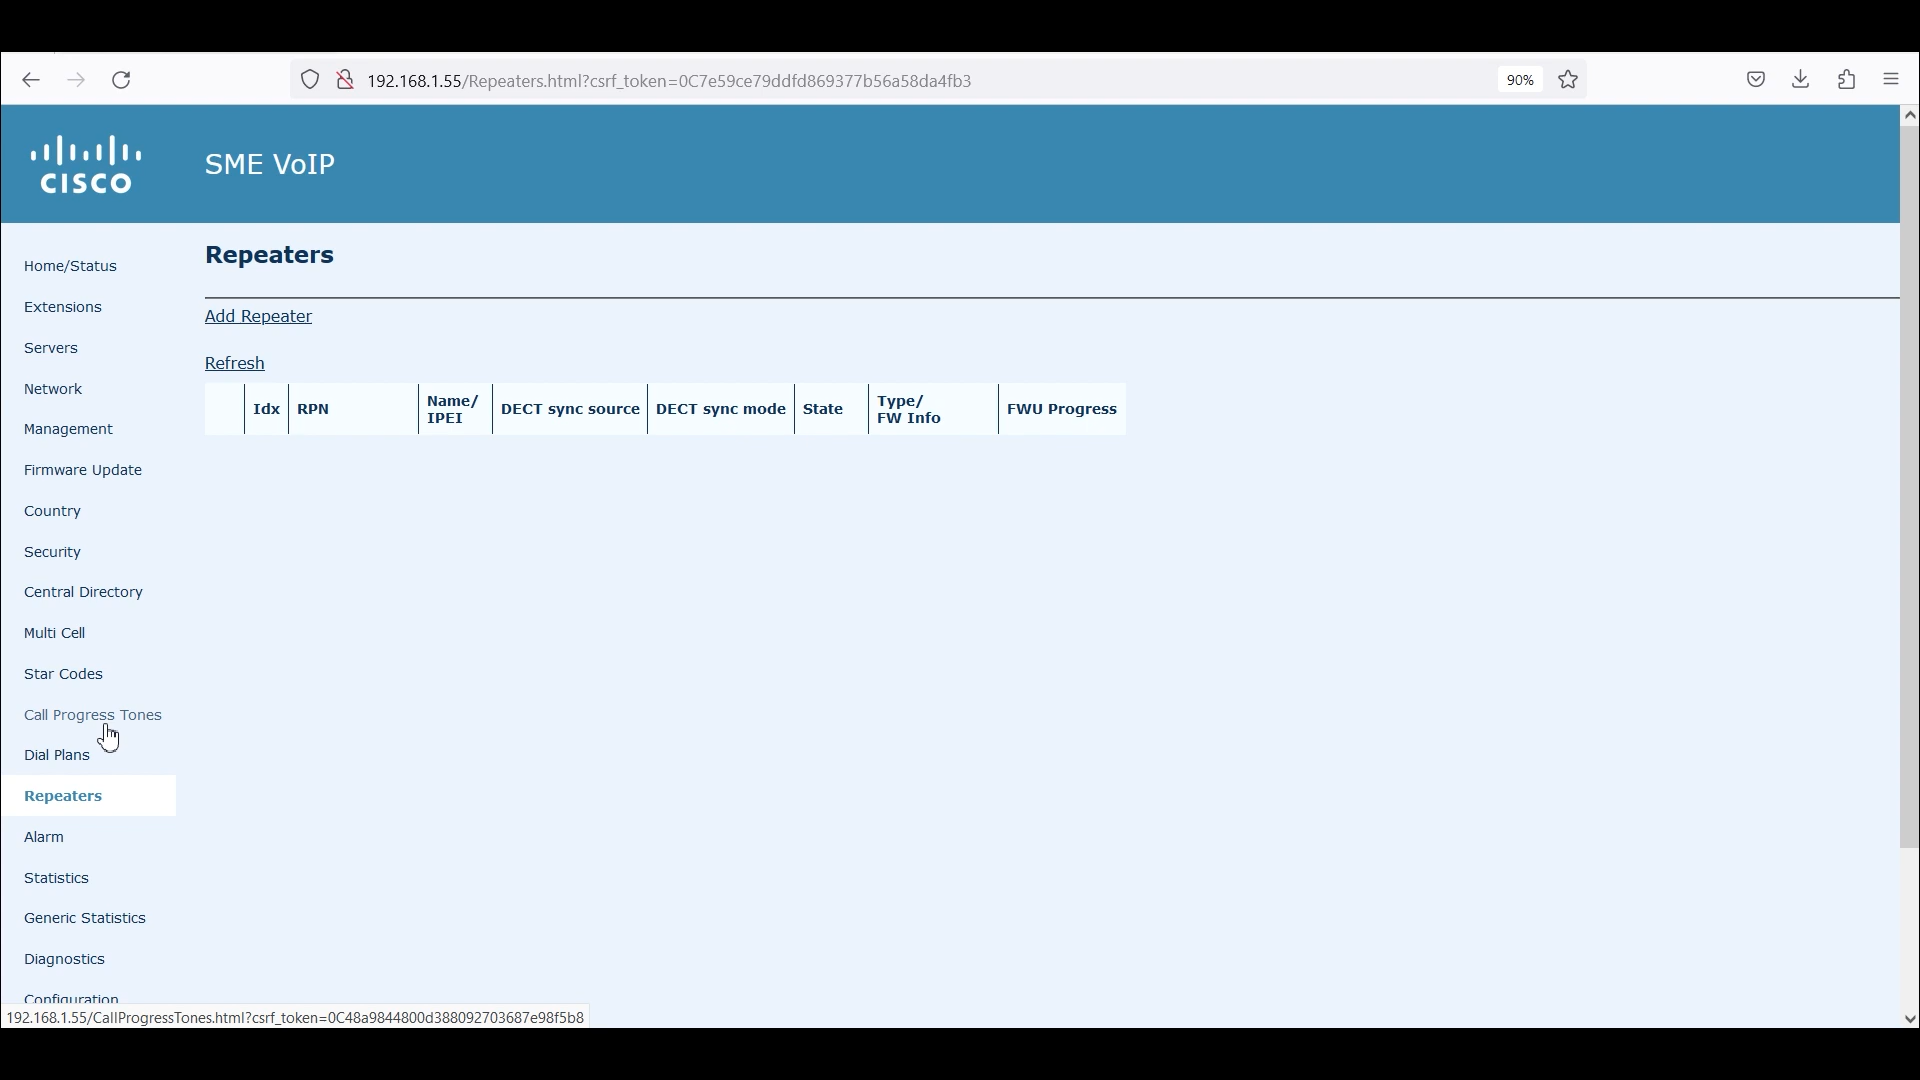 192.168.1.55/Repeaters.html?csrf_token=0C7e59ce79ddfd869377b56a58da4fb3
90%
CISCO
SME VoIP
Repeaters
Add Repeater
Refresh
Idx RPN Name/ IPEI DECT sync source DECT sync mode State Type/ FW Info FWU Progress
Home/Status
Extensions
Servers
Network
Management
Firmware Update
Country
Security
Central Directory
Multi Cell
Star Codes
Call Progress Tones
Dial Plans
Repeaters
Alarm
Statistics
Generic Statistics
Diagnostics
Configuration
192.168.1.55/CallProgressTones.html?csrf_token=0C48a9844800d388092703687e98f5b8